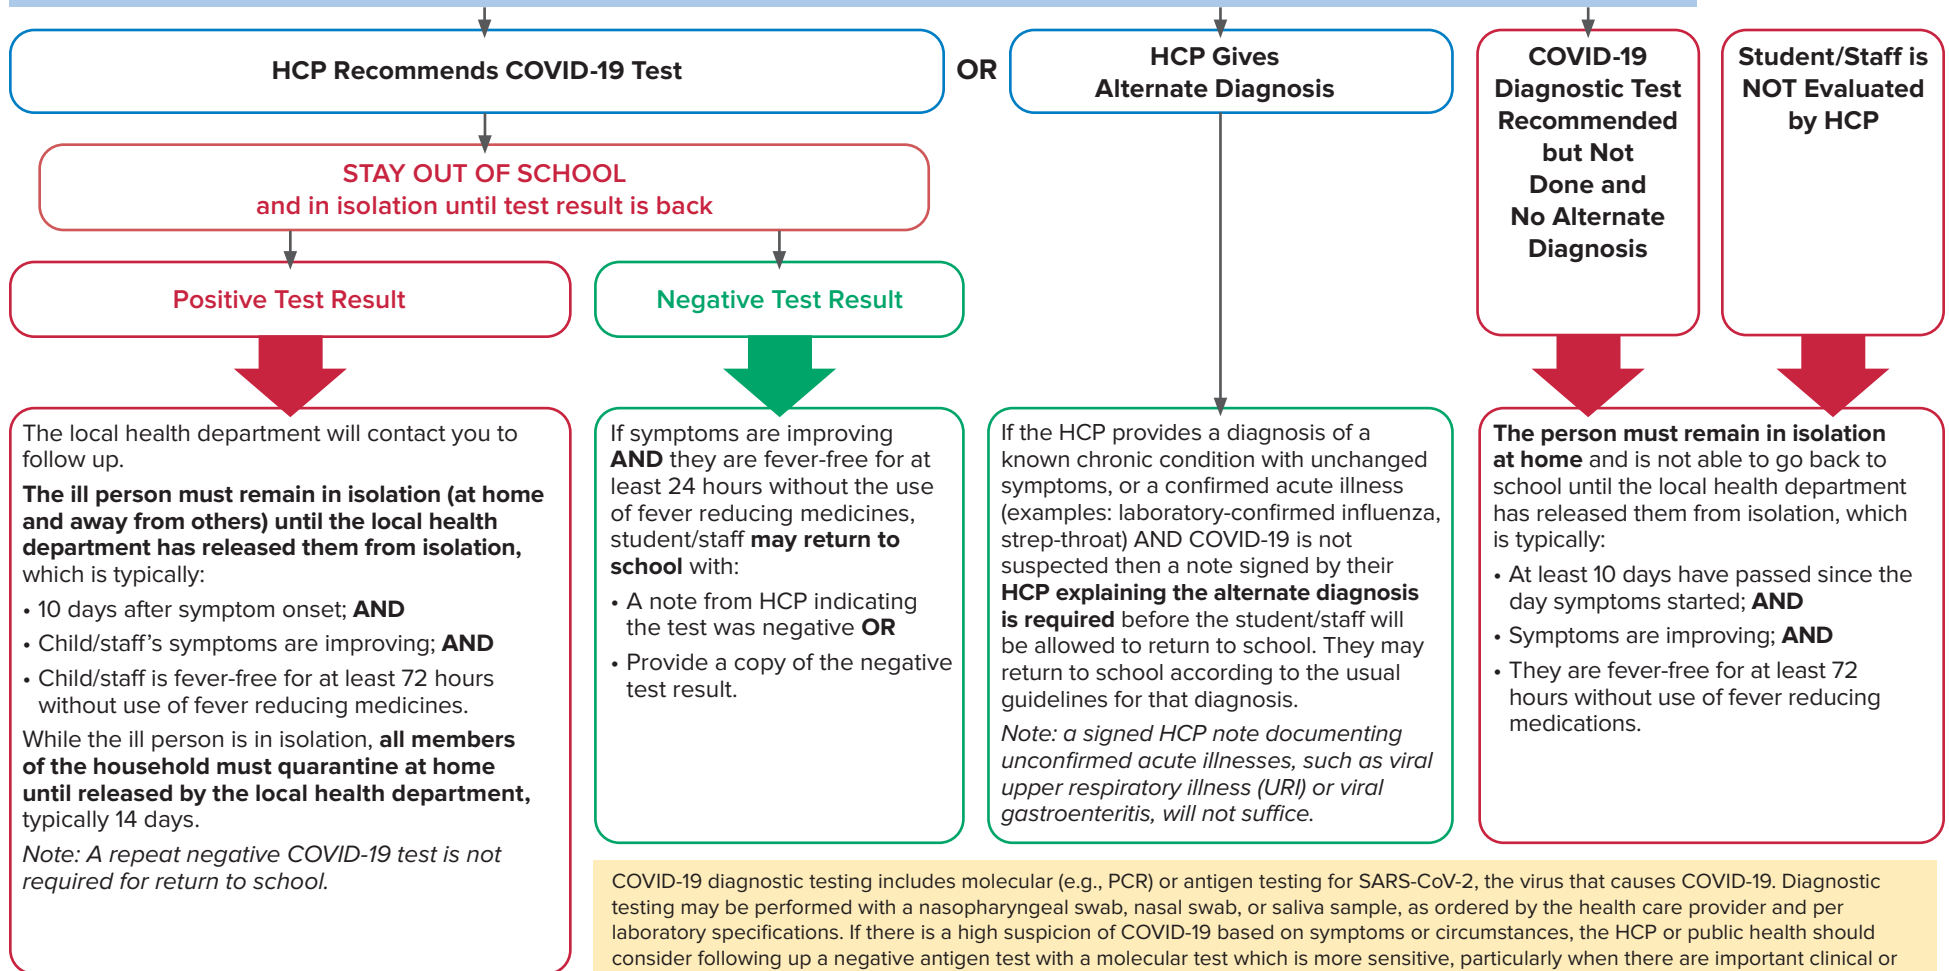 HCP Recommends COVID-19 Test
OR
HCP Gives
Alternate Diagnosis
COVID-19
Diagnostic Test
Recommended
but Not
Done and
No Alternate
Diagnosis
Student/Staff is
NOT Evaluated
by HCP
STAY OUT OF SCHOOL
and in isolation until test result is back
Positive Test Result
Negative Test Result
The local health department will contact you to
follow up.
The ill person must remain in isolation (at home
and away from others) until the local health
department has released them from isolation,
which is typically:
• 10 days after symptom onset; AND
• Child/staff’s symptoms are improving; AND
• Child/staff is fever-free for at least 72 hours
without use of fever reducing medicines.
While the ill person is in isolation, all members
of the household must quarantine at home
until released by the local health department,
typically 14 days.
Note: A repeat negative COVID-19 test is not
required for return to school.
If symptoms are improving
AND they are fever-free for at
least 24 hours without the use
of fever reducing medicines,
student/staff may return to
school with:
• A note from HCP indicating
the test was negative OR
• Provide a copy of the negative
test result.
If the HCP provides a diagnosis of a
known chronic condition with unchanged
symptoms, or a confirmed acute illness
(examples: laboratory-confirmed influenza,
strep-throat) AND COVID-19 is not
suspected then a note signed by their
HCP explaining the alternate diagnosis
is required before the student/staff will
be allowed to return to school. They may
return to school according to the usual
guidelines for that diagnosis.
Note: a signed HCP note documenting
unconfirmed acute illnesses, such as viral
upper respiratory illness (URI) or viral
gastroenteritis, will not suffice.
The person must remain in isolation
at home and is not able to go back to
school until the local health department
has released them from isolation, which
is typically:
• At least 10 days have passed since the
day symptoms started; AND
• Symptoms are improving; AND
• They are fever-free for at least 72
hours without use of fever reducing
medications.
COVID-19 diagnostic testing includes molecular (e.g., PCR) or antigen testing for SARS-CoV-2, the virus that causes COVID-19. Diagnostic
testing may be performed with a nasopharyngeal swab, nasal swab, or saliva sample, as ordered by the health care provider and per
laboratory specifications. If there is a high suspicion of COVID-19 based on symptoms or circumstances, the HCP or public health should
consider following up a negative antigen test with a molecular test which is more sensitive, particularly when there are important clinical or